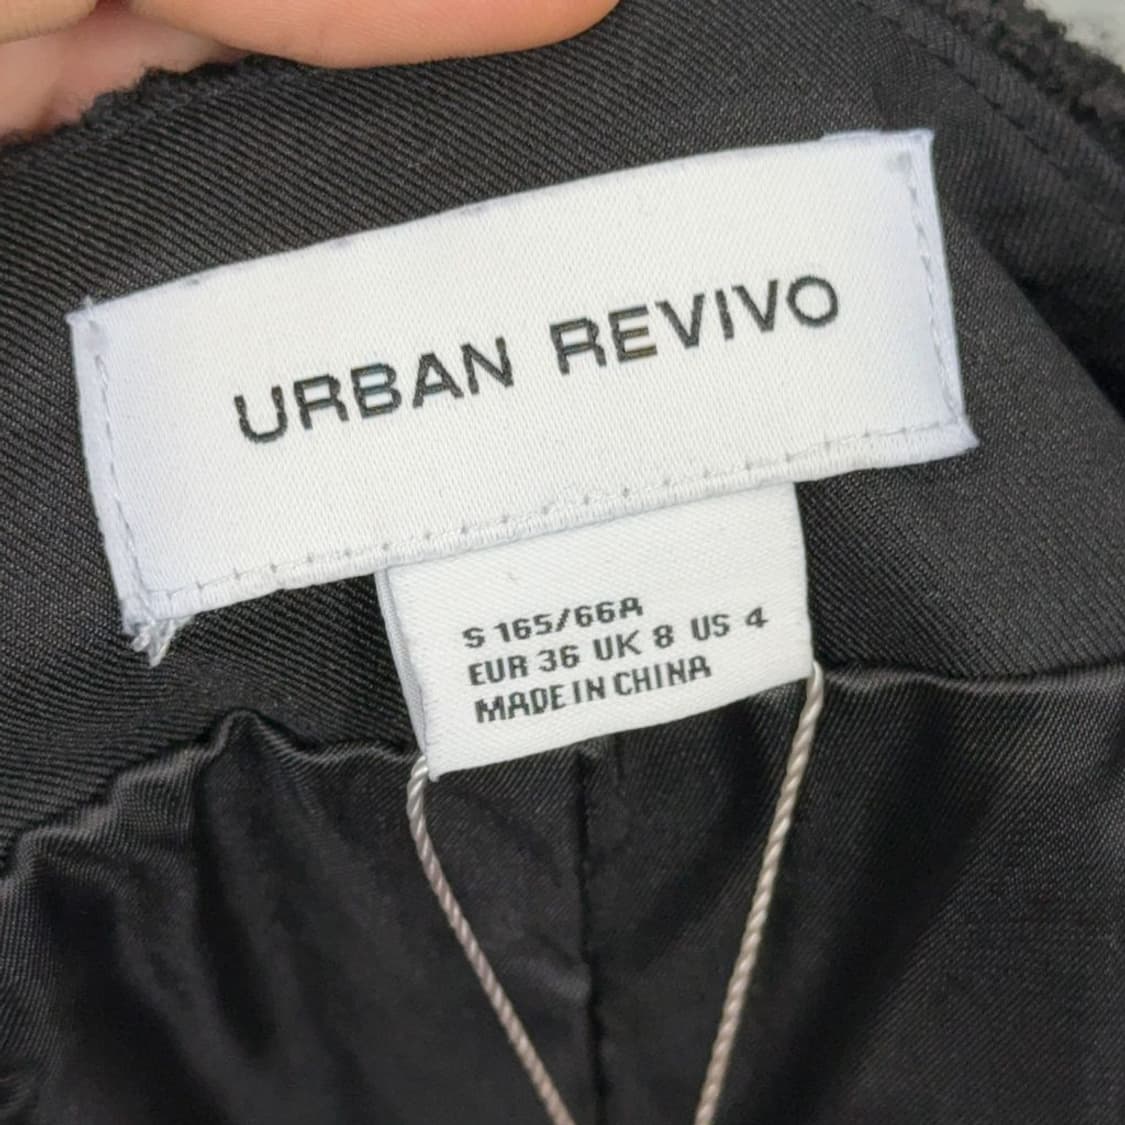 URBAN REVIVO
S 165/66A
EUR 36 UK 8 US 4
MADE IN CHINA